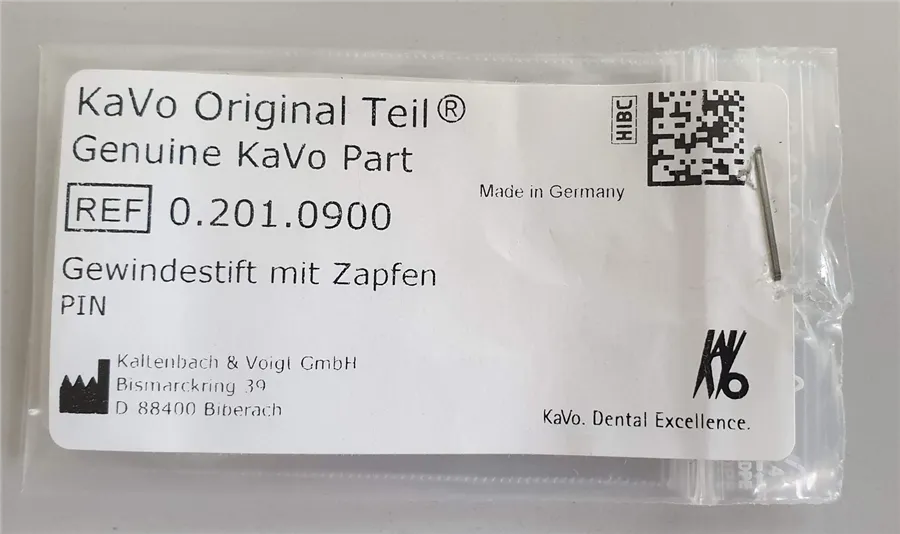 KaVo Original Teil®
Genuine KaVo Part
REF 0.201.0900
HIBC
Made in Germany
Gewindestift mit Zapfen
PIN
Kaltenbach & Voigt GmbH
Bismarckring 39
D 88400 Biberach
KAVO
KaVo. Dental Excellence.